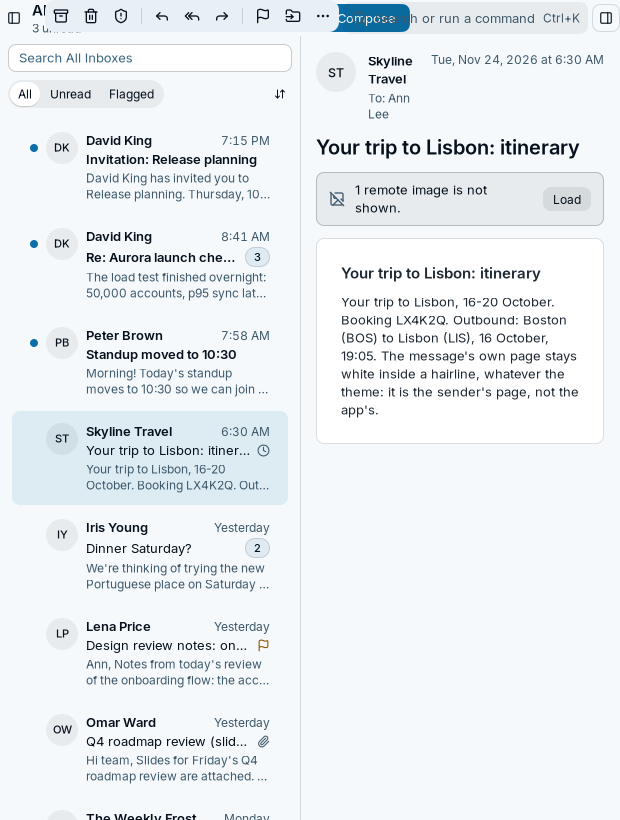 3 unread
Compose
h or run a command
Ctrl+K
Search All Inboxes
All
Unread
Flagged
David King
7:15 PM
Invitation: Release planning
David King has invited you to
Release planning. Thursday, 10...
David King
8:41 AM
Re: Aurora launch che...
3
The load test finished overnight:
50,000 accounts, p95 sync lat...
Peter Brown
7:58 AM
Standup moved to 10:30
Morning! Today's standup
moves to 10:30 so we can join ...
Skyline Travel
6:30 AM
Your trip to Lisbon: itiner...
Your trip to Lisbon, 16-20
October. Booking LX4K2Q. Out...
Iris Young
Yesterday
Dinner Saturday?
2
We're thinking of trying the new
Portuguese place on Saturday ...
Lena Price
Yesterday
Design review notes: on...
Ann, Notes from today's review
of the onboarding flow: the acc...
Omar Ward
Yesterday
Q4 roadmap review (slid...
Hi team, Slides for Friday's Q4
roadmap review are attached. ...
The Weekly Frost
Monday
DK
DK
PB
ST
IY
LP
OW
ST
Skyline
Travel
Tue, Nov 24, 2026 at 6:30 AM
To: Ann
Lee
Your trip to Lisbon: itinerary
1 remote image is not
shown.
Load
Your trip to Lisbon: itinerary
Your trip to Lisbon, 16-20 October.
Booking LX4K2Q. Outbound: Boston
(BOS) to Lisbon (LIS), 16 October,
19:05. The message's own page stays
white inside a hairline, whatever the
theme: it is the sender's page, not the
app's.